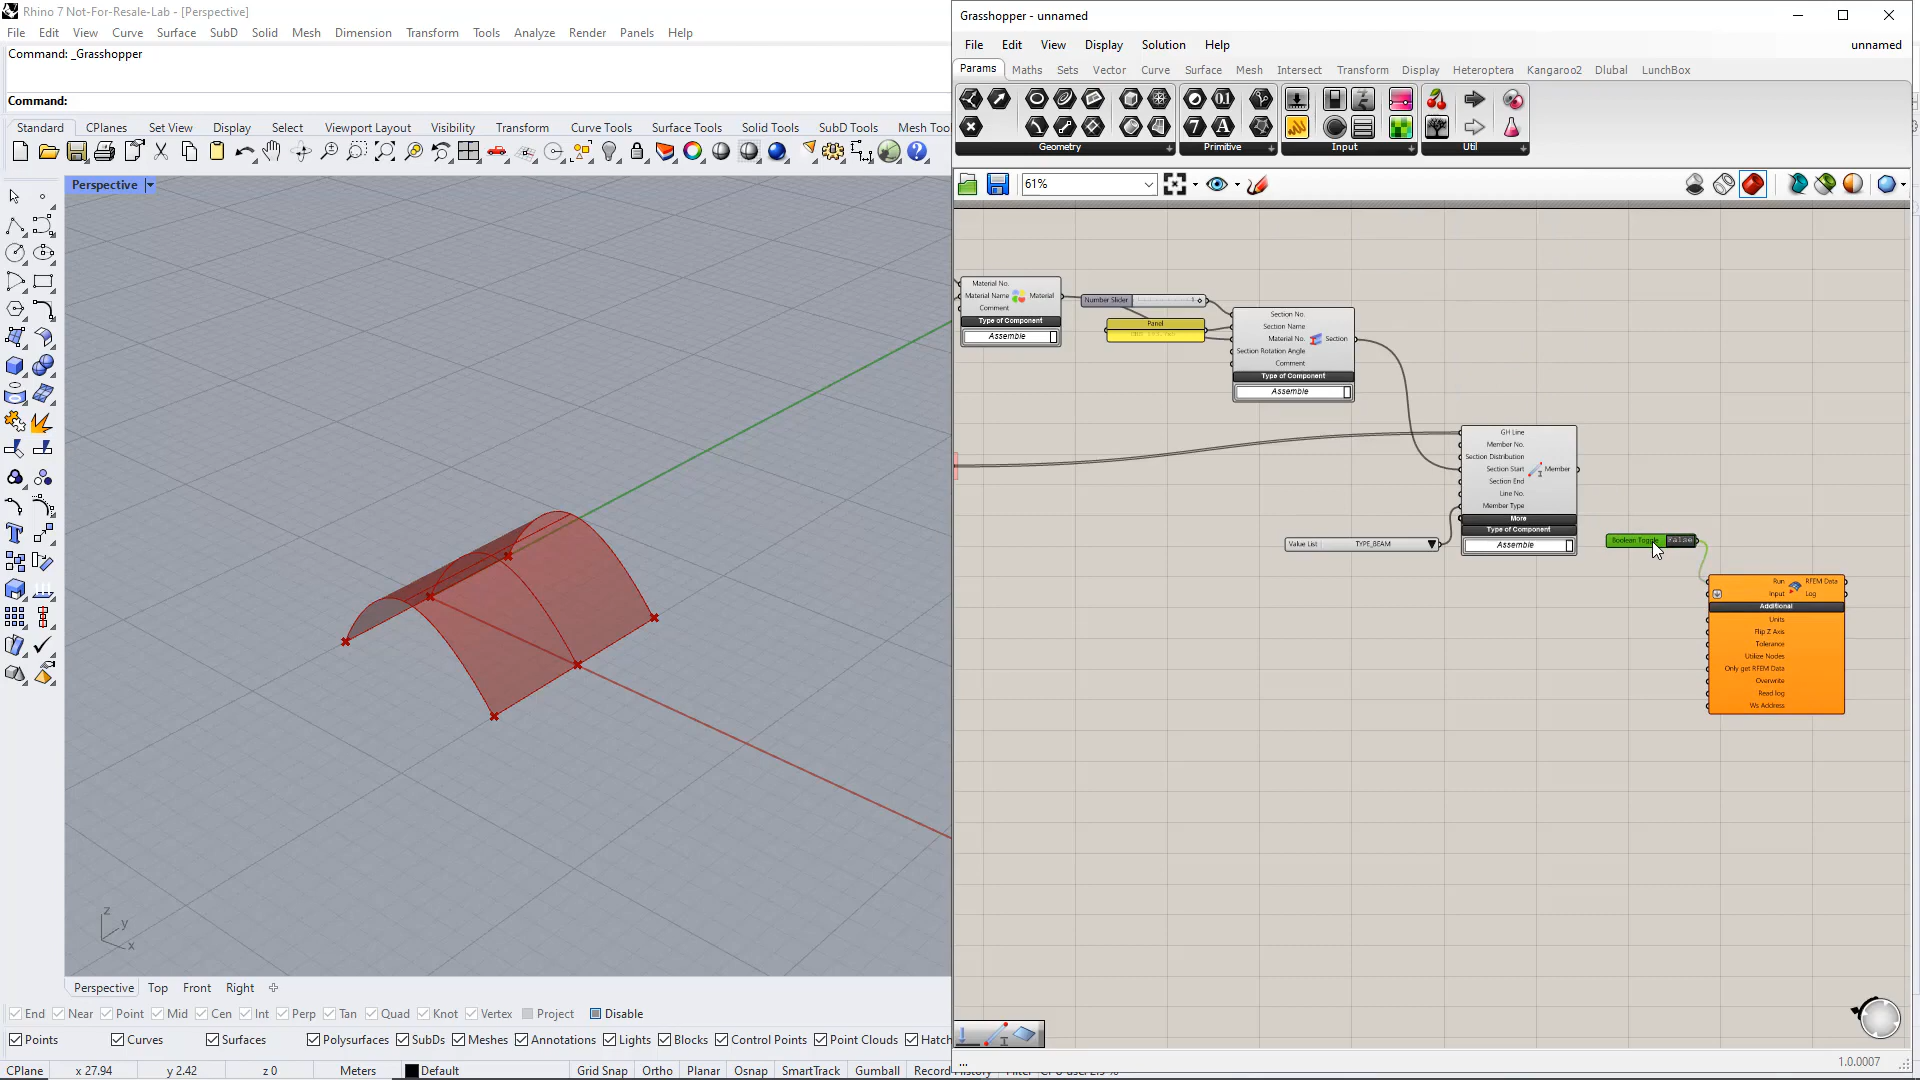 Rhino 7 Not-For-Resale-Lab - [Perspective]
File Edit View Curve Surface SubD Solid Mesh Dimension Transform Tools Analyze Render Panels Help
Command: _Grasshopper
Command:
Standard CPlanes Set View Display Select Viewport Layout Visibility Transform Curve Tools Surface Tools Solid Tools SubD Tools Mesh Too
Perspective
z
y
x
Perspective Top Front Right
End Near Point Mid Cen Int Perp Tan Quad Knot Vertex Project Disable
Points Curves Surfaces Polysurfaces SubDs Meshes Annotations Lights Blocks Control Points Point Clouds Hatch
CPlane x 27.94 y 2.42 z 0 Meters Default Grid Snap Ortho Planar Osnap SmartTrack Gumball Record History
Grasshopper - unnamed
File Edit View Display Solution Help unnamed
Params Maths Sets Vector Curve Surface Mesh Intersect Transform Display Heteroptera Kangaroo2 Dlubal LunchBox
Geometry Primitive Input Util
61%
Material No.
Material Name Material
Comment
Type of Component
Assemble
Number Slider
Panel
Section No.
Section Name
Material No. Section
Section Rotation Angle
Comment
Type of Component
Assemble
GH Line
Member No.
Section Distribution
Section Start Member
Section End
Line No.
Member Type
More
Type of Component
Assemble
Value List TYPE_BEAM
Boolean Toggle False
Run RFEM Data
Input Log
Additional
Units
Flip Z Axis
Tolerance
Utilize Nodes
Only get RFEM Data
Overwrite
Read log
Ws Address
...
1.0.0007